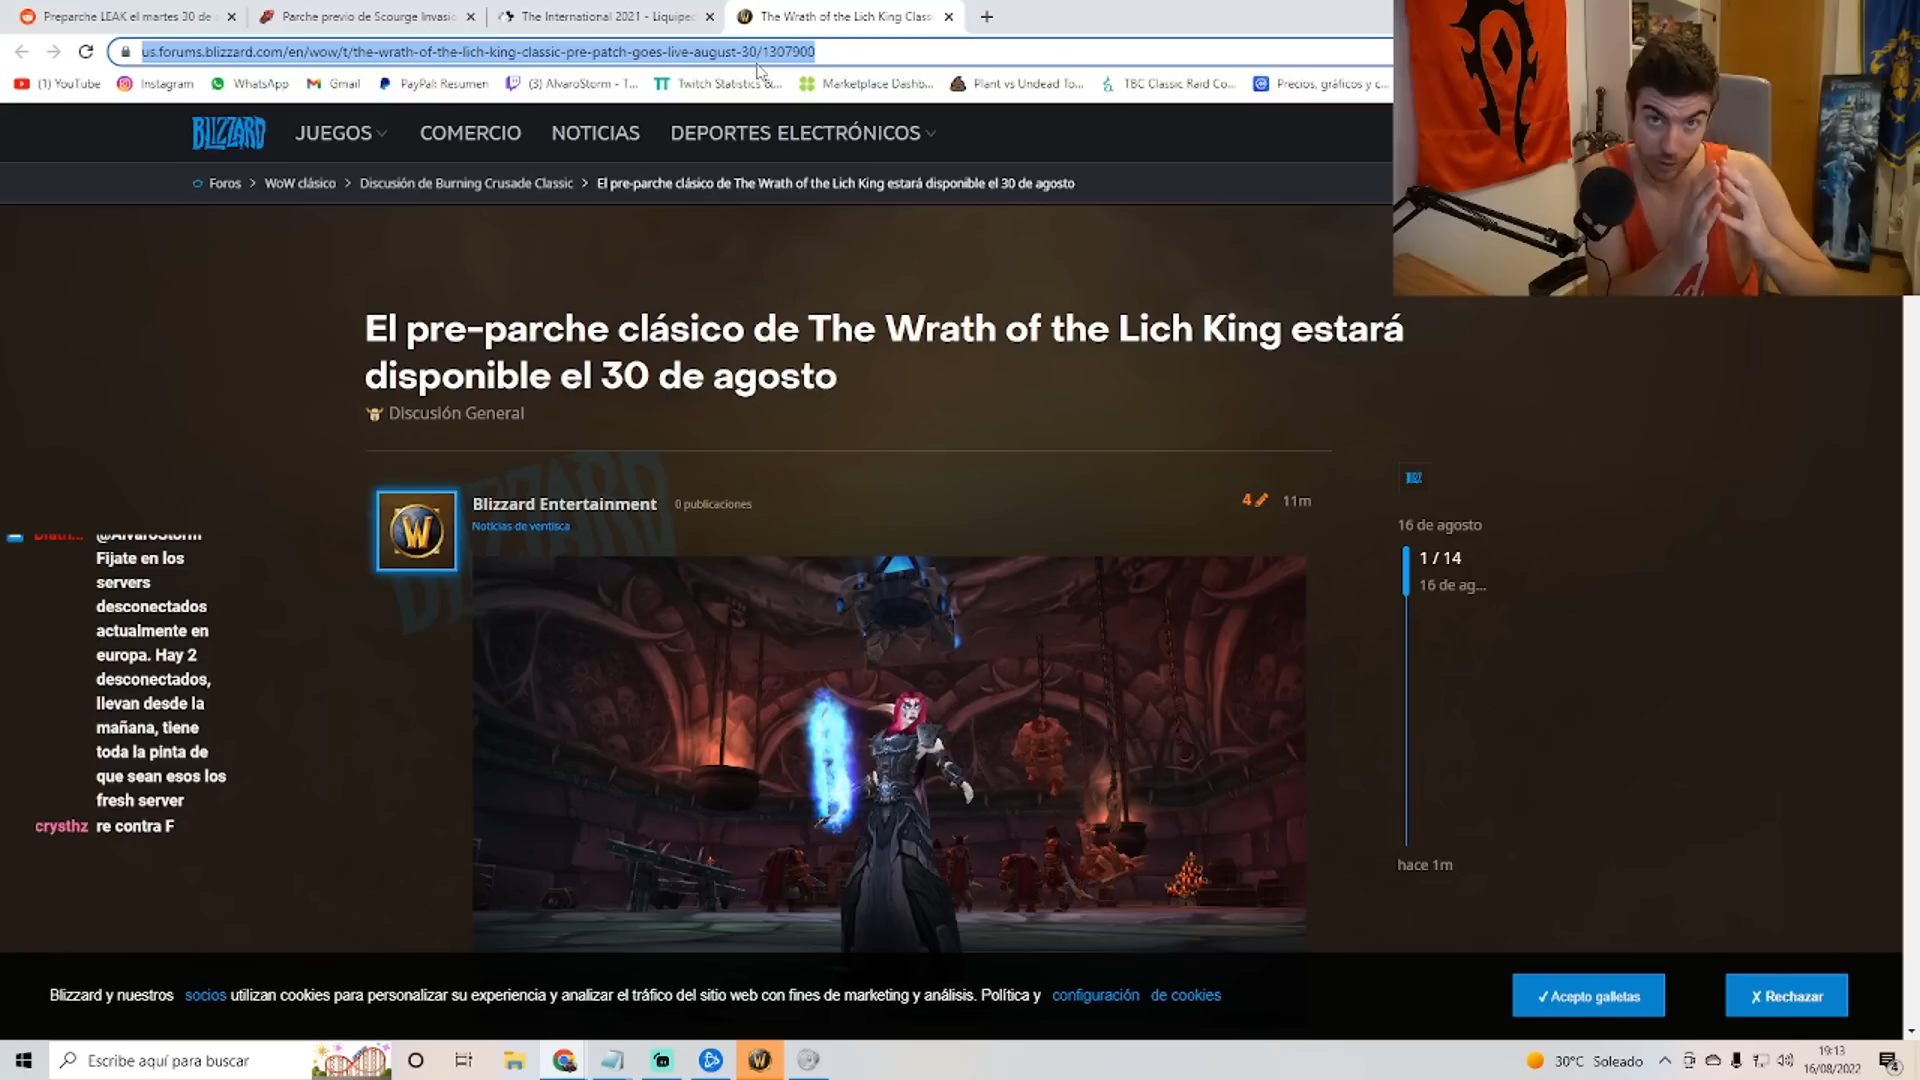 Preparche LEAK el martes 30 de
Parche previo de Scourge Invasio
The International 2021 - Liquiped
The Wrath of the Lich King Class
us.forums.blizzard.com/en/wow/t/the-wrath-of-the-lich-king-classic-pre-patch-goes-live-august-30/1307900
(1) YouTube
Instagram
WhatsApp
Gmail
PayPal: Resumen
(3) AlvaroStorm - T...
Twitch Statistics &...
Marketplace Dashb...
Plant vs Undead To...
TBC Classic Raid Co...
Precios, gráficos y c...
BLIZZARD
JUEGOS
COMERCIO
NOTICIAS
DEPORTES ELECTRÓNICOS
Foros > WoW clásico > Discusión de Burning Crusade Classic > El pre-parche clásico de The Wrath of the Lich King estará disponible el 30 de agosto
El pre-parche clásico de The Wrath of the Lich King estará
disponible el 30 de agosto
Discusión General
Blizzard Entertainment 0 publicaciones
Noticias de ventisca
4 11m
16 de agosto
1 / 14
16 de ag...
hace 1m
@AlvaroStorm
Fijate en los
servers
desconectados
actualmente en
europa. Hay 2
desconectados,
llevan desde la
mañana, tiene
toda la pinta de
que sean esos los
fresh server
crysthz re contra F
Blizzard y nuestros socios utilizan cookies para personalizar su experiencia y analizar el tráfico del sitio web con fines de marketing y análisis. Política y configuración de cookies
✓ Acepto galletas
X Rechazar
Escribe aquí para buscar
30°C Soleado
19:13
16/08/2022
4